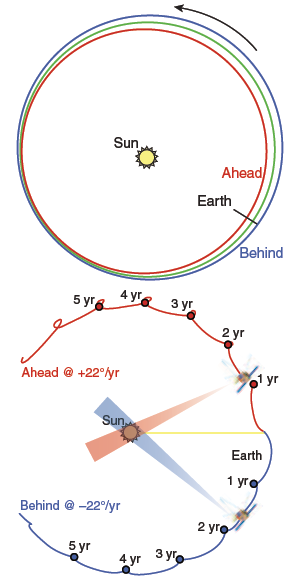 Sun
Ahead
Earth
Behind
5 yr
4 yr
3 yr
2 yr
1 yr
Ahead @ +22°/yr
Sun
Earth
1 yr
Behind @ –22°/yr
2 yr
3 yr
4 yr
5 yr